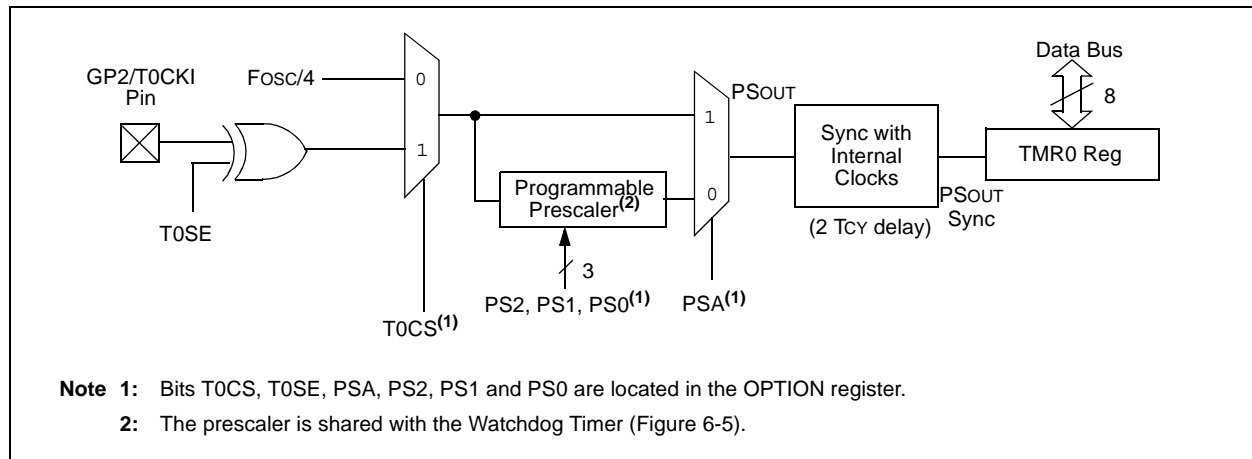 Data Bus
GP2/T0CKI
Pin
FOSC/4
0
PSOUT
8
1
1
Sync with
Internal
Clocks
TMR0 Reg
Programmable
Prescaler(2)
0
PSOUT
Sync
T0SE
(2 TCY delay)
3
PS2, PS1, PS0(1)
PSA(1)
T0CS(1)
Note 1: Bits T0CS, T0SE, PSA, PS2, PS1 and PS0 are located in the OPTION register.
2: The prescaler is shared with the Watchdog Timer (Figure 6-5).